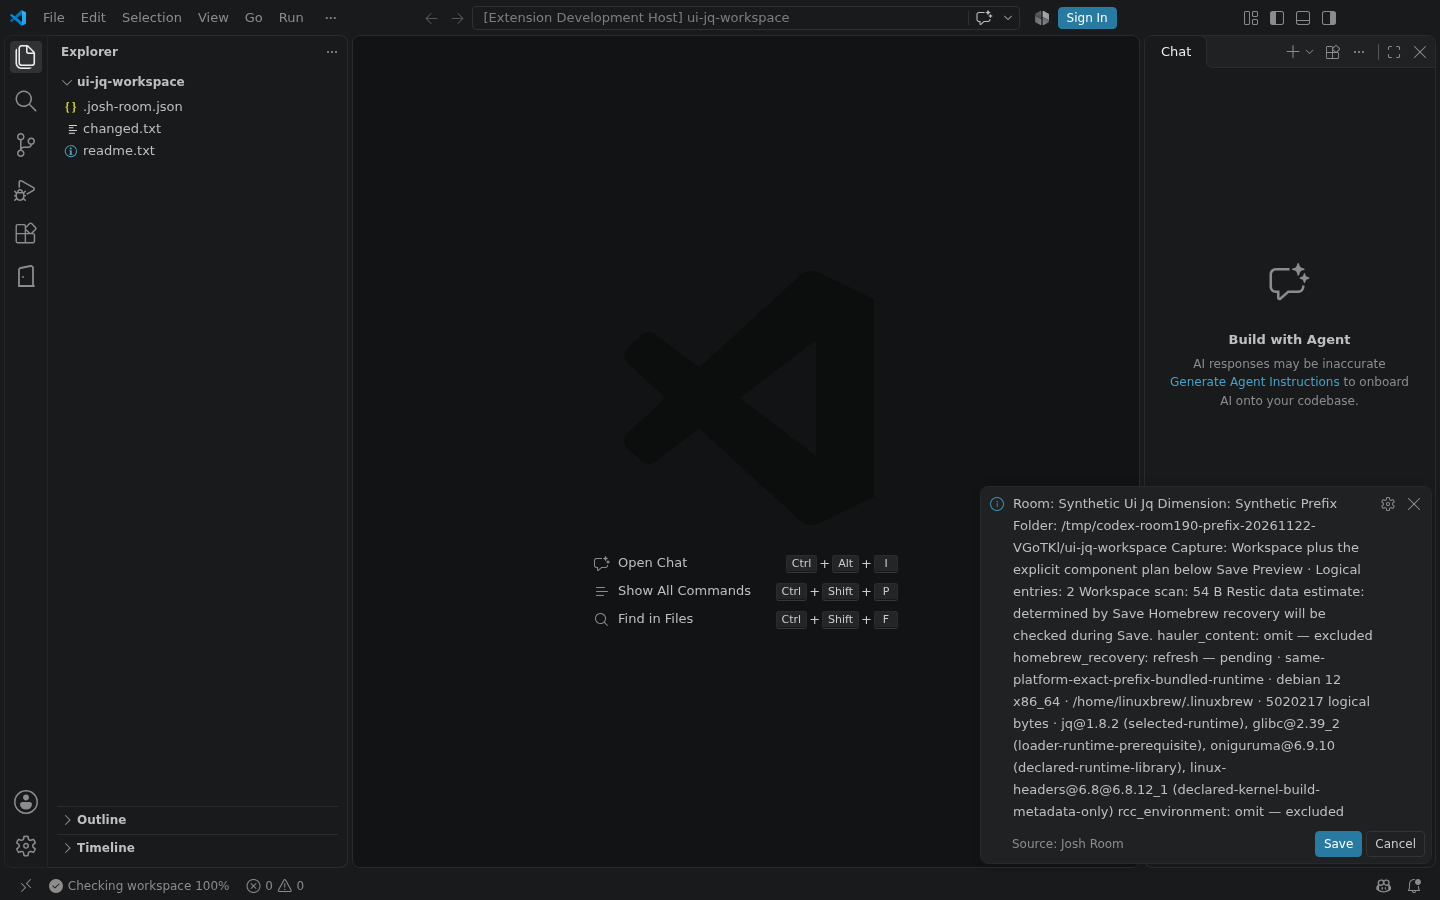 File Edit Selection View Go Run ···
[Extension Development Host] ui-jq-workspace
Sign In
Explorer
ui-jq-workspace
{} .josh-room.json
changed.txt
readme.txt
Outline
Timeline
Open Chat Ctrl + Alt + I
Show All Commands Ctrl + Shift + P
Find in Files Ctrl + Shift + F
Chat
Build with Agent
AI responses may be inaccurate
Generate Agent Instructions to onboard
AI onto your codebase.
Room: Synthetic Ui Jq Dimension: Synthetic Prefix
Folder: /tmp/codex-room190-prefix-20261122-
VGoTKl/ui-jq-workspace Capture: Workspace plus the
explicit component plan below Save Preview · Logical
entries: 2 Workspace scan: 54 B Restic data estimate:
determined by Save Homebrew recovery will be
checked during Save. hauler_content: omit — excluded
homebrew_recovery: refresh — pending · same-
platform-exact-prefix-bundled-runtime · debian 12
x86_64 · /home/linuxbrew/.linuxbrew · 5020217 logical
bytes · jq@1.8.2 (selected-runtime), glibc@2.39_2
(loader-runtime-prerequisite), oniguruma@6.9.10
(declared-runtime-library), linux-
headers@6.8@6.8.12_1 (declared-kernel-build-
metadata-only) rcc_environment: omit — excluded
Source: Josh Room
Save Cancel
Checking workspace 100% 0 0